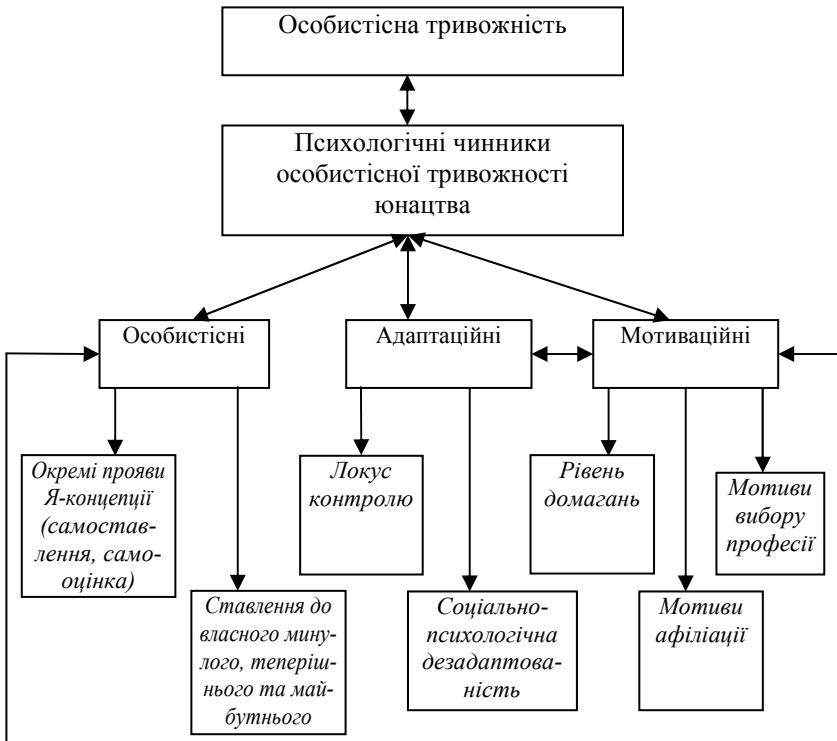 Особистісна тривожність
Психологічні чинники
особистісної тривожності
юнацтва
Особистісні
Адаптаційні
Мотиваційні
Окремі прояви
Я-концепції
(самостав-
лення, само-
оцінка)
Локус
контролю
Рівень
домагань
Мотиви
вибору
професії
Ставлення до
власного мину-
лого, теперіш-
нього та май-
бутнього
Соціально-
психологічна
дезадаптова-
ність
Мотиви
афіліації